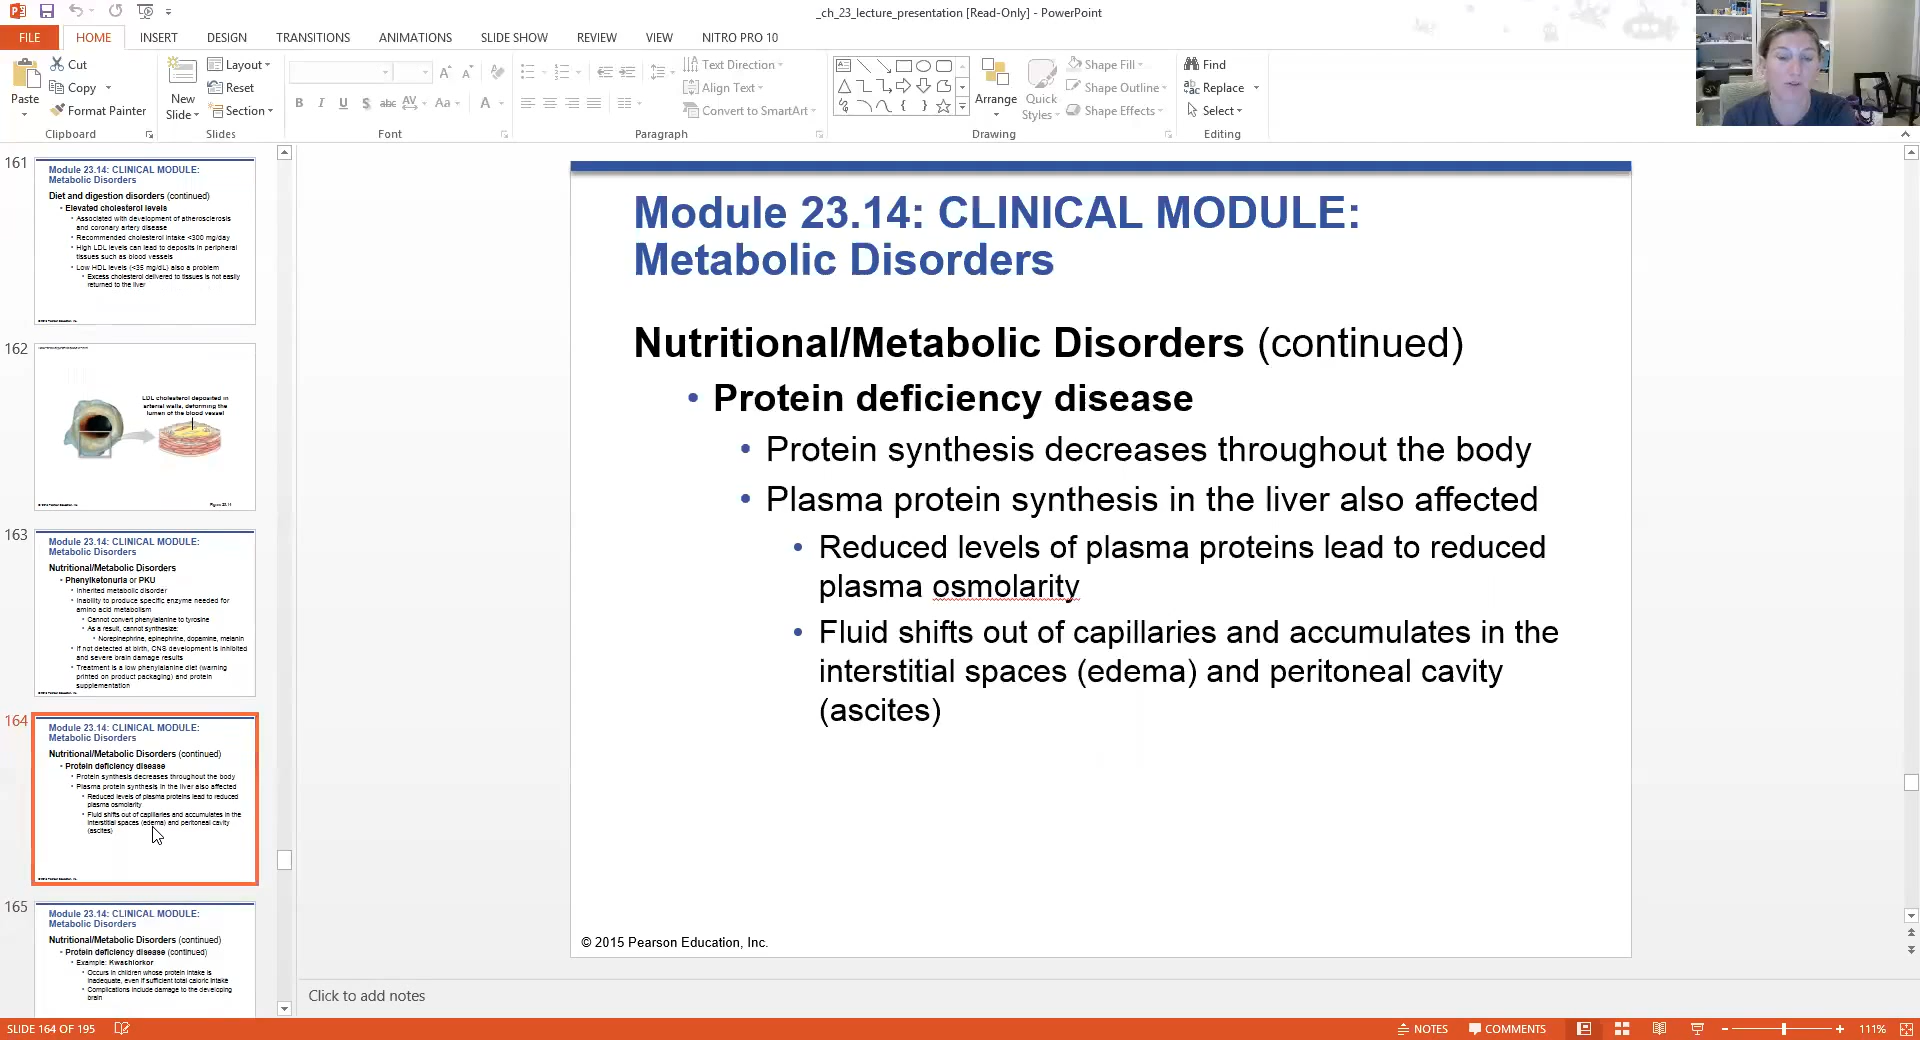 _ch_23_lecture_presentation [Read-Only] - PowerPoint
FILE HOME INSERT DESIGN TRANSITIONS ANIMATIONS SLIDE SHOW REVIEW VIEW NITRO PRO 10
Paste
Cut
Copy
Format Painter
Clipboard
New
Slide
Layout
Reset
Section
Slides
B I U S abc AV Aa A
Font
Text Direction
Align Text
Convert to SmartArt
Paragraph
Arrange
Quick
Styles
Shape Fill
Shape Outline
Shape Effects
Drawing
Find
Replace
Select
Editing
161
Module 23.14: CLINICAL MODULE:
Metabolic Disorders
Diet and digestion disorders (continued)
• Elevated cholesterol levels
• Associated with development of atherosclerosis
and coronary artery disease
• Recommended cholesterol intake <300 mg/day
• High LDL levels can lead to deposits in peripheral
tissues such as blood vessels
• Low HDL levels (<35 mg/dL) also a problem
• Excess cholesterol delivered to tissues is not easily
returned to the liver
162
LDL cholesterol deposited in
arterial walls, deforming the
lumen of the blood vessel
Figure 23.14
163
Module 23.14: CLINICAL MODULE:
Metabolic Disorders
Nutritional/Metabolic Disorders
• Phenylketonuria or PKU
• Inherited metabolic disorder
• Inability to produce specific enzyme needed for
amino acid metabolism
• Cannot convert phenylalanine to tyrosine
• As a result, cannot synthesize:
• Norepinephrine, epinephrine, dopamine, melanin
• If not detected at birth, CNS development is inhibited
and severe brain damage results
• Treatment is a low phenylalanine diet (warning
printed on product packaging) and protein
supplementation
164
Module 23.14: CLINICAL MODULE:
Metabolic Disorders
Nutritional/Metabolic Disorders (continued)
• Protein deficiency disease
• Protein synthesis decreases throughout the body
• Plasma protein synthesis in the liver also affected
• Reduced levels of plasma proteins lead to reduced
plasma osmolarity
• Fluid shifts out of capillaries and accumulates in the
interstitial spaces (edema) and peritoneal cavity
(ascites)
165
Module 23.14: CLINICAL MODULE:
Metabolic Disorders
Nutritional/Metabolic Disorders (continued)
• Protein deficiency disease (continued)
• Example: Kwashiorkor
• Occurs in children whose protein intake is
inadequate, even if sufficient total caloric intake
• Complications include damage to the developing
brain
Module 23.14: CLINICAL MODULE:
Metabolic Disorders
Nutritional/Metabolic Disorders (continued)
• Protein deficiency disease
• Protein synthesis decreases throughout the body
• Plasma protein synthesis in the liver also affected
• Reduced levels of plasma proteins lead to reduced
plasma osmolarity
• Fluid shifts out of capillaries and accumulates in the
interstitial spaces (edema) and peritoneal cavity
(ascites)
© 2015 Pearson Education, Inc.
Click to add notes
SLIDE 164 OF 195
NOTES COMMENTS 111%